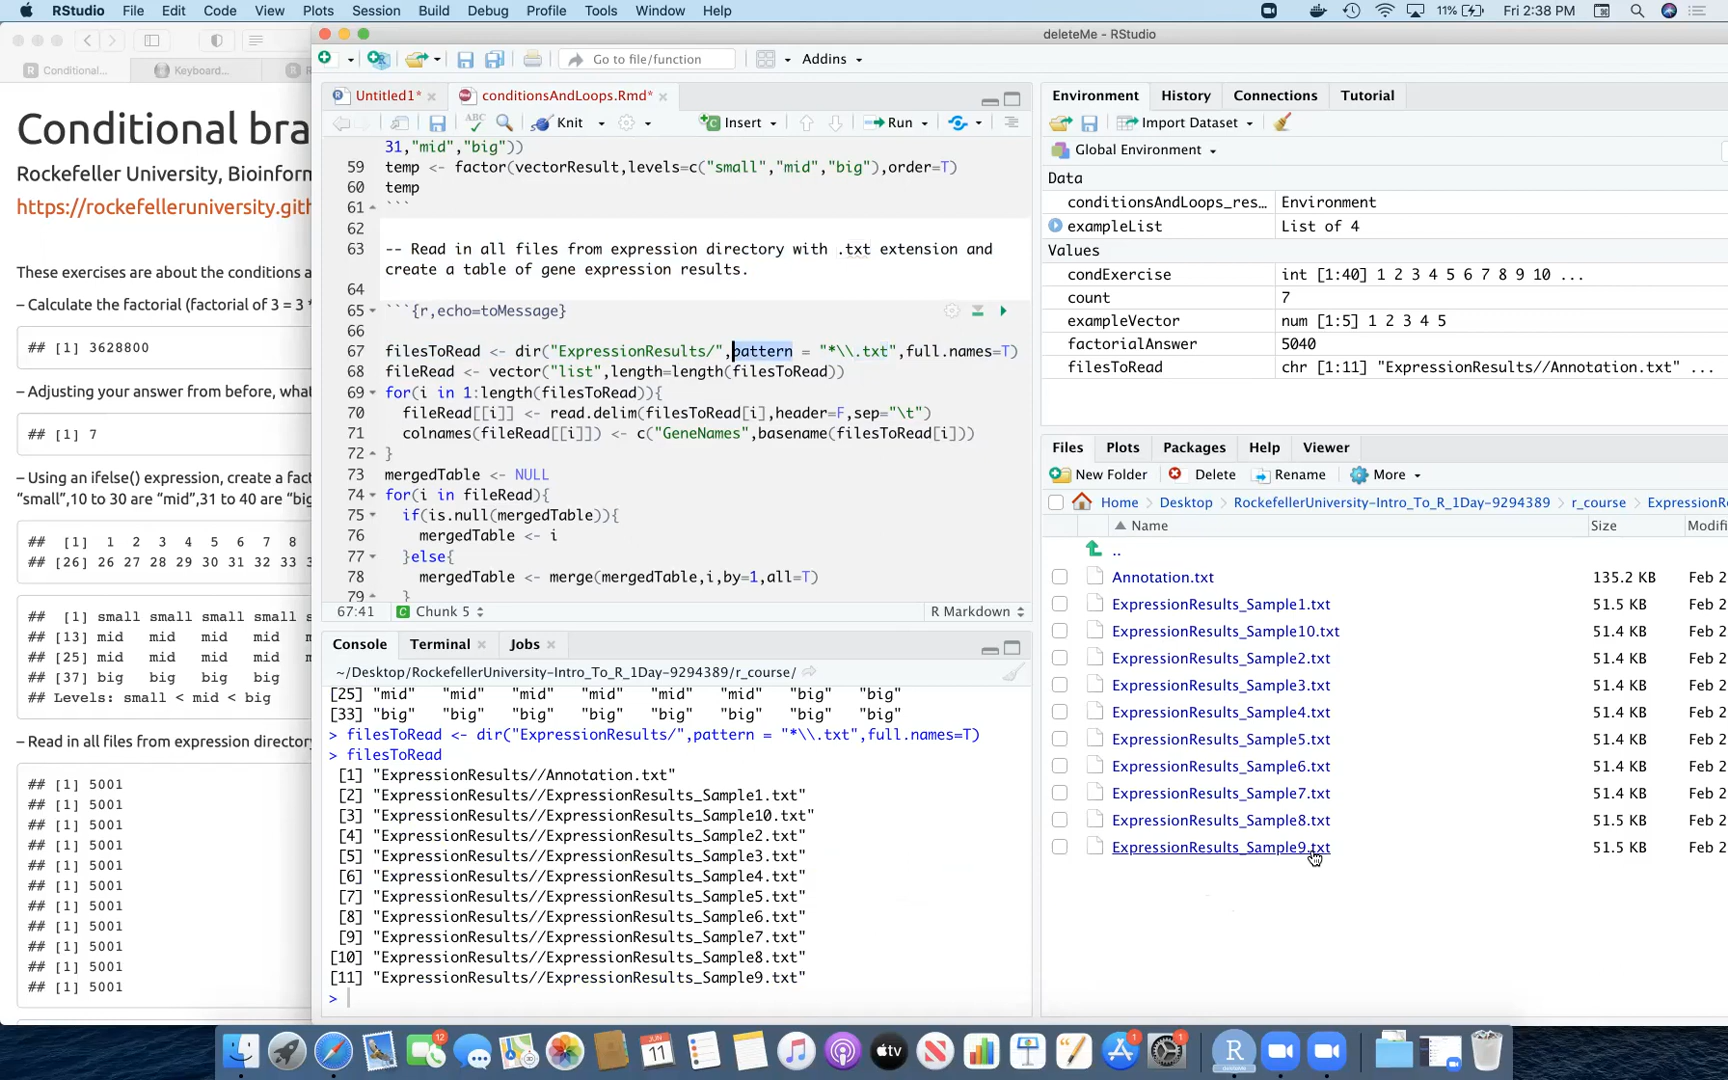 RStudio File Edit Code View Plots Session Build Debug Profile Tools Window Help
11% Fri 2:38 PM
Conditional... Keyboard... R
Conditional bra
Rockefeller University, Bioinforn
https://rockefelleruniversity.gith
These exercises are about the conditions a
– Calculate the factorial (factorial of 3 = 3 *
## [1] 3628800
– Adjusting your answer from before, what
## [1] 7
– Using an ifelse() expression, create a fact
“small”,10 to 30 are “mid”,31 to 40 are “big
## [1] 1 2 3 4 5 6 7 8
## [26] 26 27 28 29 30 31 32 33 3
## [1] small small small small s
## [13] mid mid mid mid m
## [25] mid mid mid mid m
## [37] big big big big
## Levels: small < mid < big
– Read in all files from expression directory
## [1] 5001
## [1] 5001
## [1] 5001
## [1] 5001
## [1] 5001
## [1] 5001
## [1] 5001
## [1] 5001
## [1] 5001
## [1] 5001
## [1] 5001
deleteMe - RStudio
Go to file/function Addins
Untitled1* conditionsAndLoops.Rmd*
ABC Knit Insert Run
31,"mid","big"))
59 temp <- factor(vectorResult,levels=c("small","mid","big"),order=T)
60 temp
61 ```
62
63 -- Read in all files from expression directory with .txt extension and
create a table of gene expression results.
64
65 ```{r,echo=toMessage}
66
67 filesToRead <- dir("ExpressionResults/",pattern = "*\\.txt",full.names=T)
68 fileRead <- vector("list",length=length(filesToRead))
69 for(i in 1:length(filesToRead)){
70 fileRead[[i]] <- read.delim(filesToRead[i],header=F,sep="\t")
71 colnames(fileRead[[i]]) <- c("GeneNames",basename(filesToRead[i]))
72 }
73 mergedTable <- NULL
74 for(i in fileRead){
75 if(is.null(mergedTable)){
76 mergedTable <- i
77 }else{
78 mergedTable <- merge(mergedTable,i,by=1,all=T)
79 }
67:41 Chunk 5 R Markdown
Console Terminal Jobs
~/Desktop/RockefellerUniversity-Intro_To_R_1Day-9294389/r_course/
[25] "mid" "mid" "mid" "mid" "mid" "mid" "big" "big"
[33] "big" "big" "big" "big" "big" "big" "big" "big"
> filesToRead <- dir("ExpressionResults/",pattern = "*\\.txt",full.names=T)
> filesToRead
[1] "ExpressionResults//Annotation.txt"
[2] "ExpressionResults//ExpressionResults_Sample1.txt"
[3] "ExpressionResults//ExpressionResults_Sample10.txt"
[4] "ExpressionResults//ExpressionResults_Sample2.txt"
[5] "ExpressionResults//ExpressionResults_Sample3.txt"
[6] "ExpressionResults//ExpressionResults_Sample4.txt"
[7] "ExpressionResults//ExpressionResults_Sample5.txt"
[8] "ExpressionResults//ExpressionResults_Sample6.txt"
[9] "ExpressionResults//ExpressionResults_Sample7.txt"
[10] "ExpressionResults//ExpressionResults_Sample8.txt"
[11] "ExpressionResults//ExpressionResults_Sample9.txt"
>
Environment History Connections Tutorial
Import Dataset
Global Environment
Data
conditionsAndLoops_res... Environment
exampleList List of 4
Values
condExercise int [1:40] 1 2 3 4 5 6 7 8 9 10 ...
count 7
exampleVector num [1:5] 1 2 3 4 5
factorialAnswer 5040
filesToRead chr [1:11] "ExpressionResults//Annotation.txt" ...
Files Plots Packages Help Viewer
New Folder Delete Rename More
Home Desktop RockefellerUniversity-Intro_To_R_1Day-9294389 r_course ExpressionR
Name Size Modifi
..
Annotation.txt 135.2 KB Feb 2
ExpressionResults_Sample1.txt 51.5 KB Feb 2
ExpressionResults_Sample10.txt 51.4 KB Feb 2
ExpressionResults_Sample2.txt 51.4 KB Feb 2
ExpressionResults_Sample3.txt 51.4 KB Feb 2
ExpressionResults_Sample4.txt 51.4 KB Feb 2
ExpressionResults_Sample5.txt 51.4 KB Feb 2
ExpressionResults_Sample6.txt 51.4 KB Feb 2
ExpressionResults_Sample7.txt 51.4 KB Feb 2
ExpressionResults_Sample8.txt 51.5 KB Feb 2
ExpressionResults_Sample9.txt 51.5 KB Feb 2
12 JUN 11 tv 1 1 R